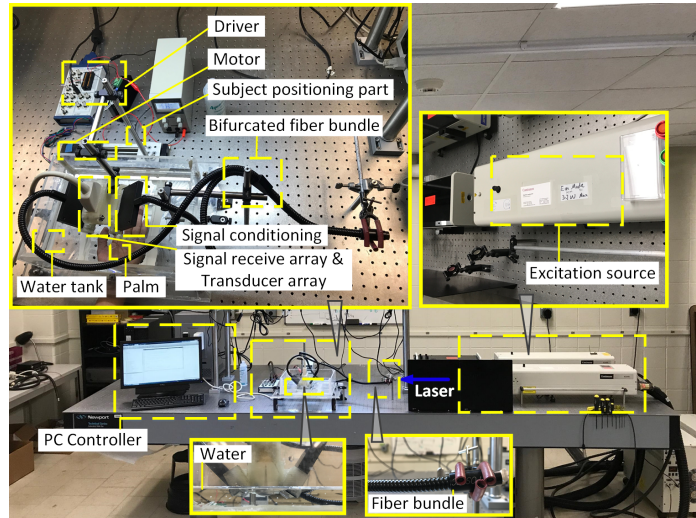 Driver
Motor
Subject positioning part
Bifurcated fiber bundle
Signal conditioning
Signal receive array &
Transducer array
Water tank
Palm
Excitation source
Laser
Newport
PC Controller
Water
Fiber bundle